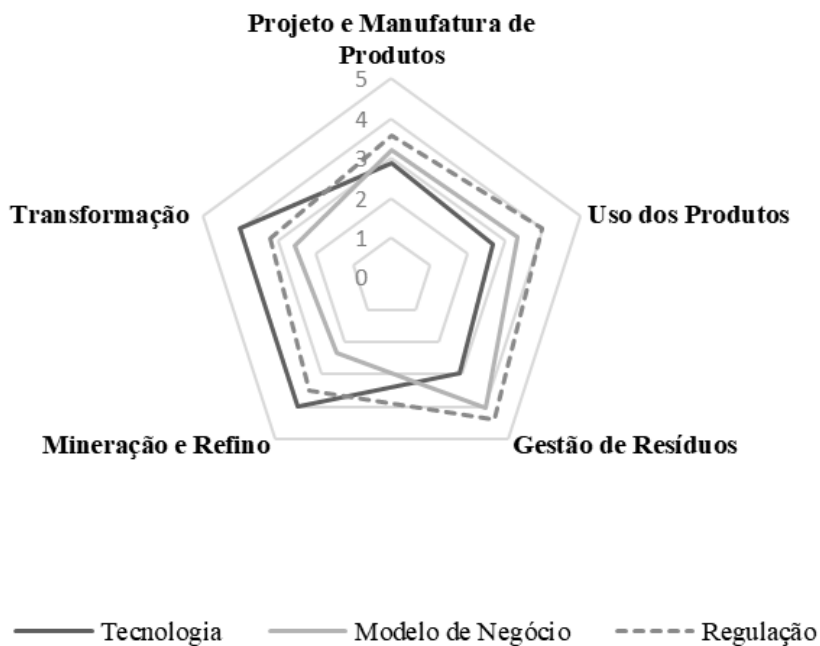 Projeto e Manufatura de
Produtos
5
4
3
2
1
0
Transformação
Uso dos Produtos
Mineração e Refino
Gestão de Resíduos
Tecnologia
Modelo de Negócio
Regulação